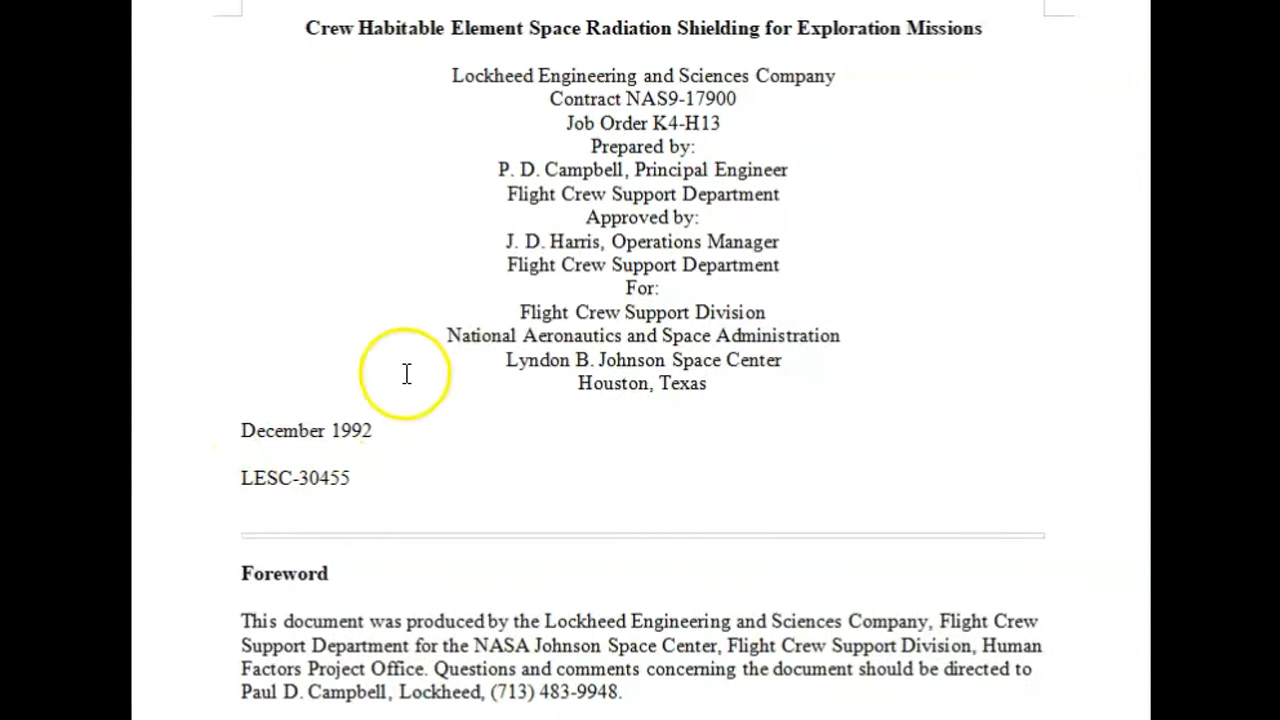 Crew Habitable Element Space Radiation Shielding for Exploration Missions
Lockheed Engineering and Sciences Company
Contract NAS9-17900
Job Order K4-H13
Prepared by:
P. D. Campbell, Principal Engineer
Flight Crew Support Department
Approved by:
J. D. Harris, Operations Manager
Flight Crew Support Department
For:
Flight Crew Support Division
National Aeronautics and Space Administration
Lyndon B. Johnson Space Center
Houston, Texas
December 1992
LESC-30455
Foreword
This document was produced by the Lockheed Engineering and Sciences Company, Flight Crew
Support Department for the NASA Johnson Space Center, Flight Crew Support Division, Human
Factors Project Office. Questions and comments concerning the document should be directed to
Paul D. Campbell, Lockheed, (713) 483-9948.